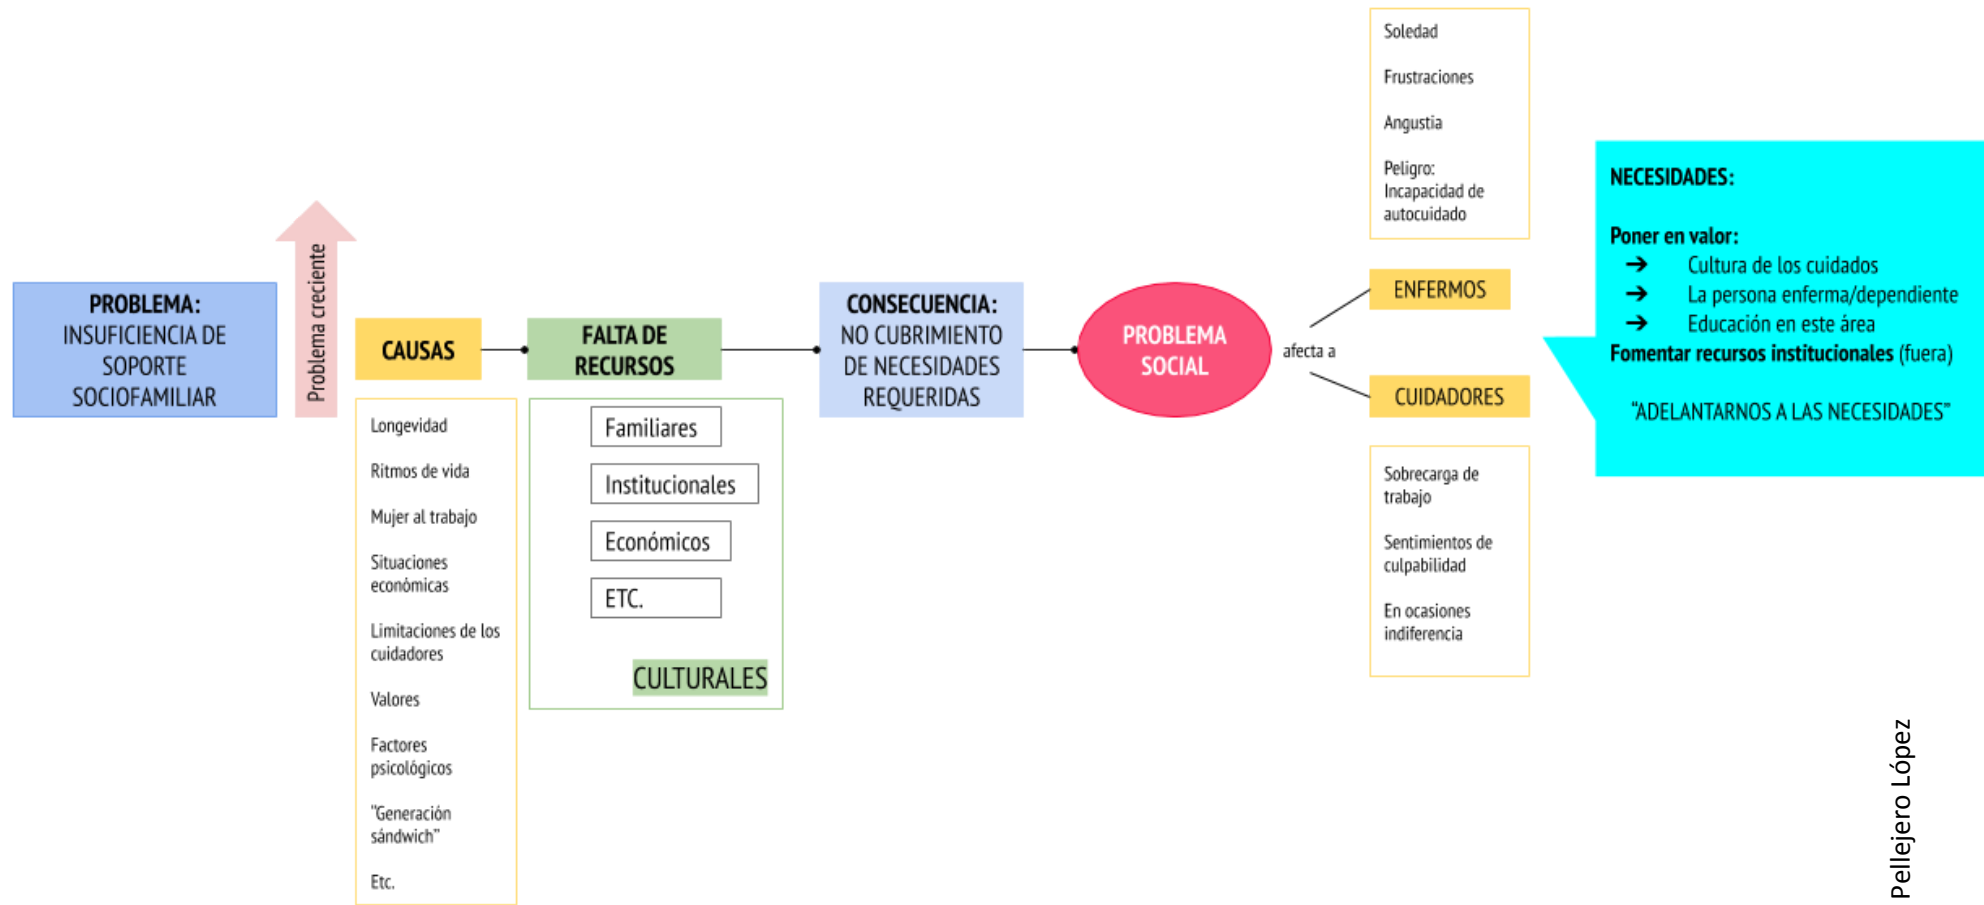 PROBLEMA:
INSUFICIENCIA DE
SOPORTE
SOCIOFAMILIAR
Problema creciente
CAUSAS
Longevidad
Ritmos de vida
Mujer al trabajo
Situaciones
económicas
Limitaciones de los
cuidadores
Valores
Factores
psicológicos
"Generación
sándwich"
Etc.
FALTA DE
RECURSOS
Familiares
Institucionales
Económicos
ETC.
CULTURALES
CONSECUENCIA:
NO CUBRIMIENTO
DE NECESIDADES
REQUERIDAS
PROBLEMA
SOCIAL
afecta a
Soledad
Frustraciones
Angustia
Peligro:
Incapacidad de
autocuidado
ENFERMOS
CUIDADORES
Sobrecarga de
trabajo
Sentimientos de
culpabilidad
En ocasiones
indiferencia
NECESIDADES:
Poner en valor:
➔ Cultura de los cuidados
➔ La persona enferma/dependiente
➔ Educación en este área
Fomentar recursos institucionales (fuera)
"ADELANTARNOS A LAS NECESIDADES"
Pellejero López